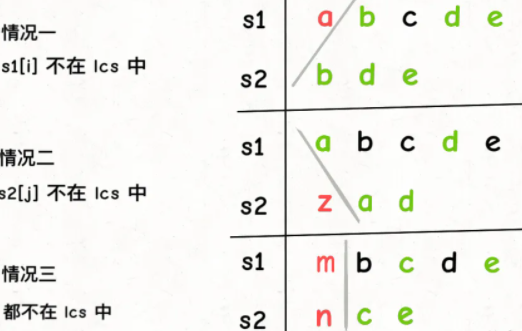 s1 a b c d e
情况一
s1[i] 不在 lcs 中
s2 b d e
s1 a b c d e
情况二
s2[j] 不在 lcs 中
s2 z a d
s1 m b c d e
情况三
都不在 lcs 中
s2 n c e